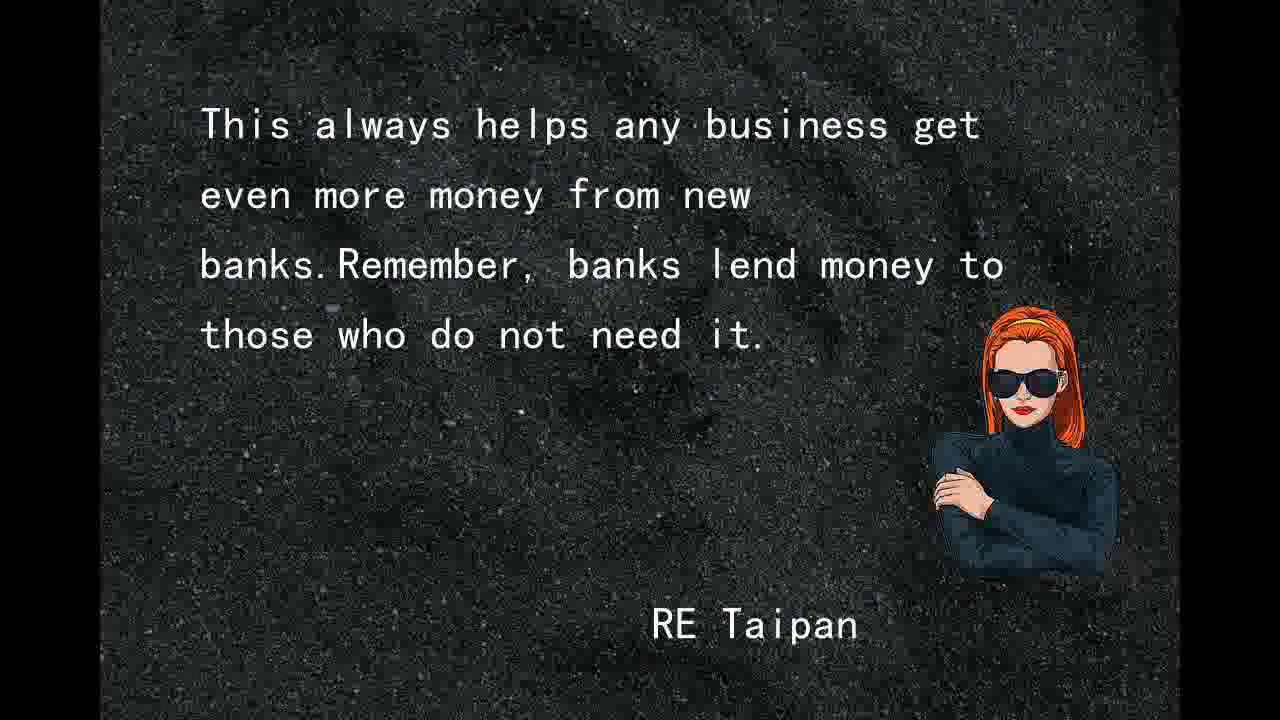 This always helps any business get
even more money from new
banks.Remember, banks lend money to
those who do not need it.
RE Taipan